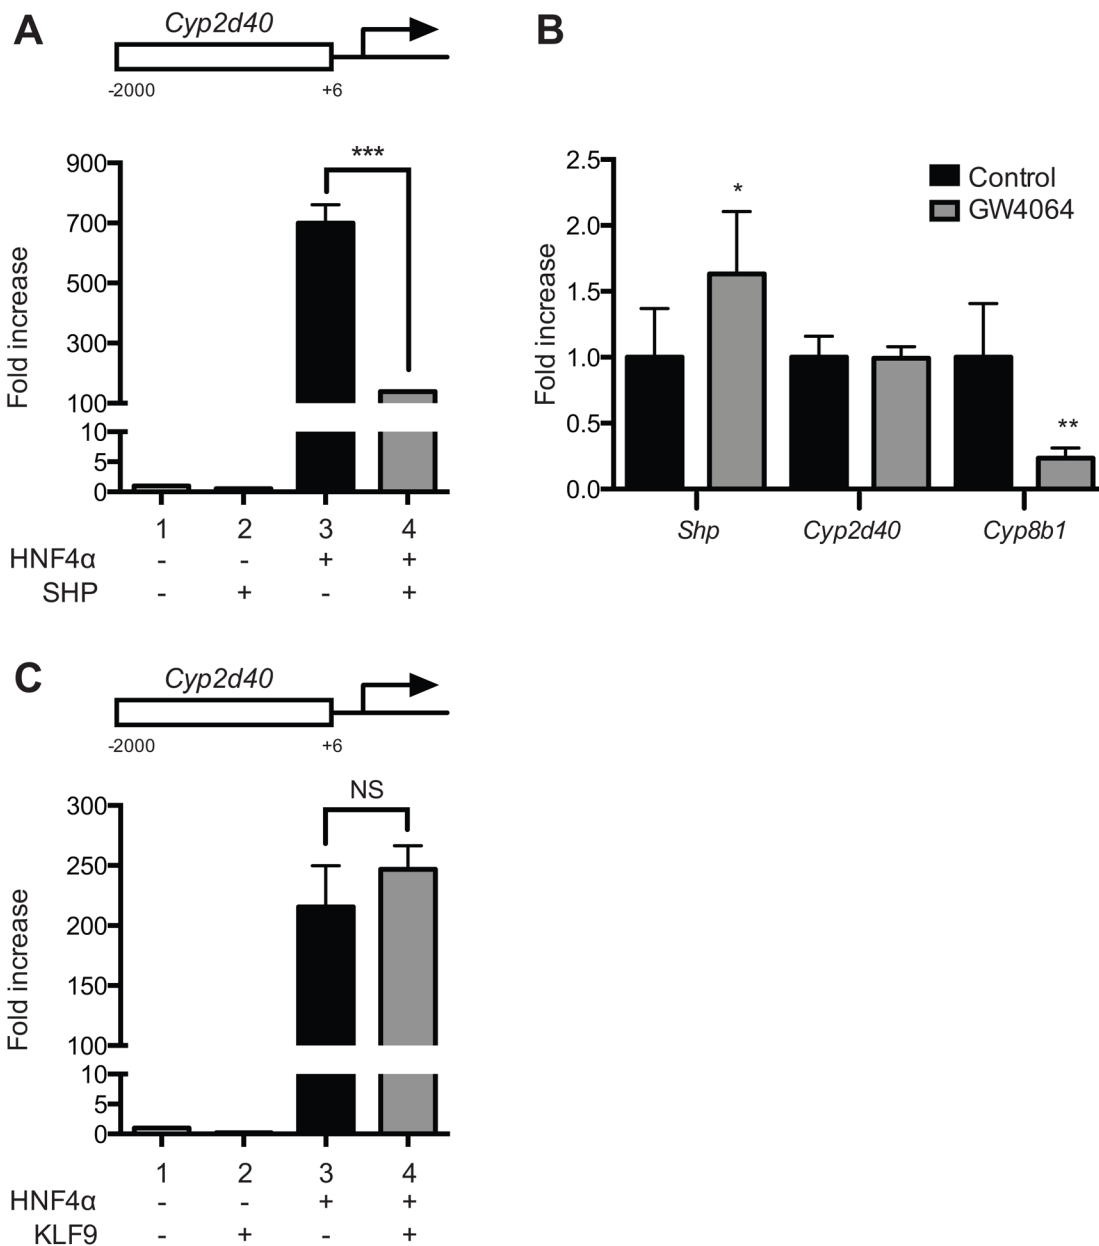 A
Cyp2d40
-2000 +6
***
900
700
500
300
100
10
5
0
Fold increase
1 2 3 4
HNF4α - - + +
SHP - + - +
B
Control
GW4064
2.5
2.0
1.5
1.0
0.5
0.0
Fold increase
*
**
Shp Cyp2d40 Cyp8b1
C
Cyp2d40
-2000 +6
NS
300
250
200
150
100
10
5
0
Fold increase
1 2 3 4
HNF4α - - + +
KLF9 - + - +